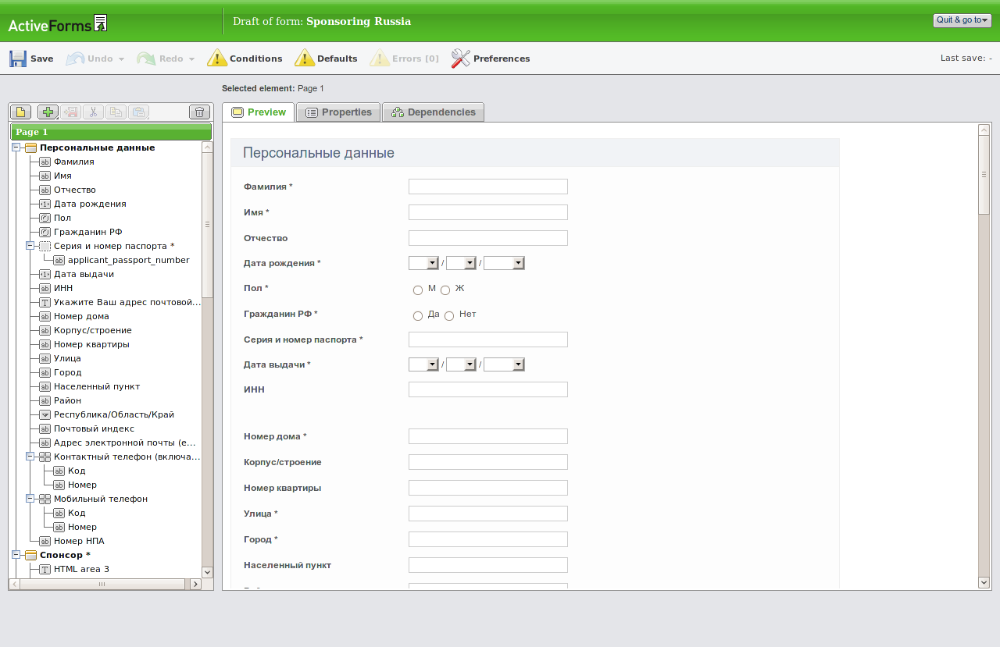 ActiveForms
Draft of form: Sponsoring Russia
Quit & go to
Save
Undo
Redo
Conditions
Defaults
Errors [0]
Preferences
Last save: -
Selected element: Page 1
Preview
Properties
Dependencies
Page 1
Персональные данные
Фамилия
Имя
Отчество
Дата рождения
Пол
Гражданин РФ
Серия и номер паспорта *
applicant_passport_number
Дата выдачи
ИНН
Укажите Ваш адрес почтовой...
Номер дома
Корпус/строение
Номер квартиры
Улица
Город
Населенный пункт
Район
Республика/Область/Край
Почтовый индекс
Адрес электронной почты (е...
Контактный телефон (включа...
Код
Номер
Мобильный телефон
Код
Номер
Номер НПА
Спонсор *
HTML area 3
Персональные данные
Фамилия *
Имя *
Отчество
Дата рождения *
/ /
Пол *
М Ж
Гражданин РФ *
Да Нет
Серия и номер паспорта *
Дата выдачи *
/ /
ИНН
Номер дома *
Корпус/строение
Номер квартиры
Улица *
Город *
Населенный пункт